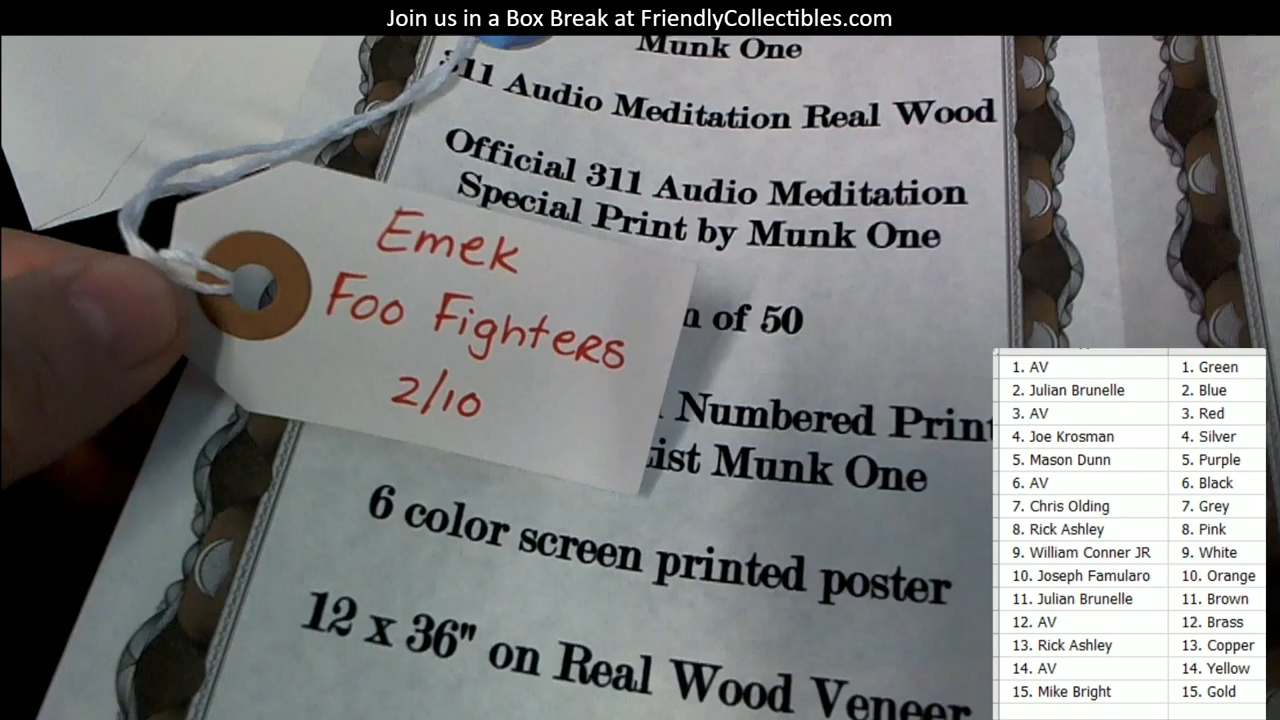 Join us in a Box Break at FriendlyCollectibles.com
Munk One
311 Audio Meditation Real Wood
Official 311 Audio Meditation
Special Print by Munk One
of 50
Numbered Print
Munk One
6 color screen printed poster
12 x 36" on Real Wood Veneer
Emek
Foo Fighters
2/10
1. AV 1. Green
2. Julian Brunelle 2. Blue
3. AV 3. Red
4. Joe Krosman 4. Silver
5. Mason Dunn 5. Purple
6. AV 6. Black
7. Chris Olding 7. Grey
8. Rick Ashley 8. Pink
9. William Conner JR 9. White
10. Joseph Famularo 10. Orange
11. Julian Brunelle 11. Brown
12. AV 12. Brass
13. Rick Ashley 13. Copper
14. AV 14. Yellow
15. Mike Bright 15. Gold